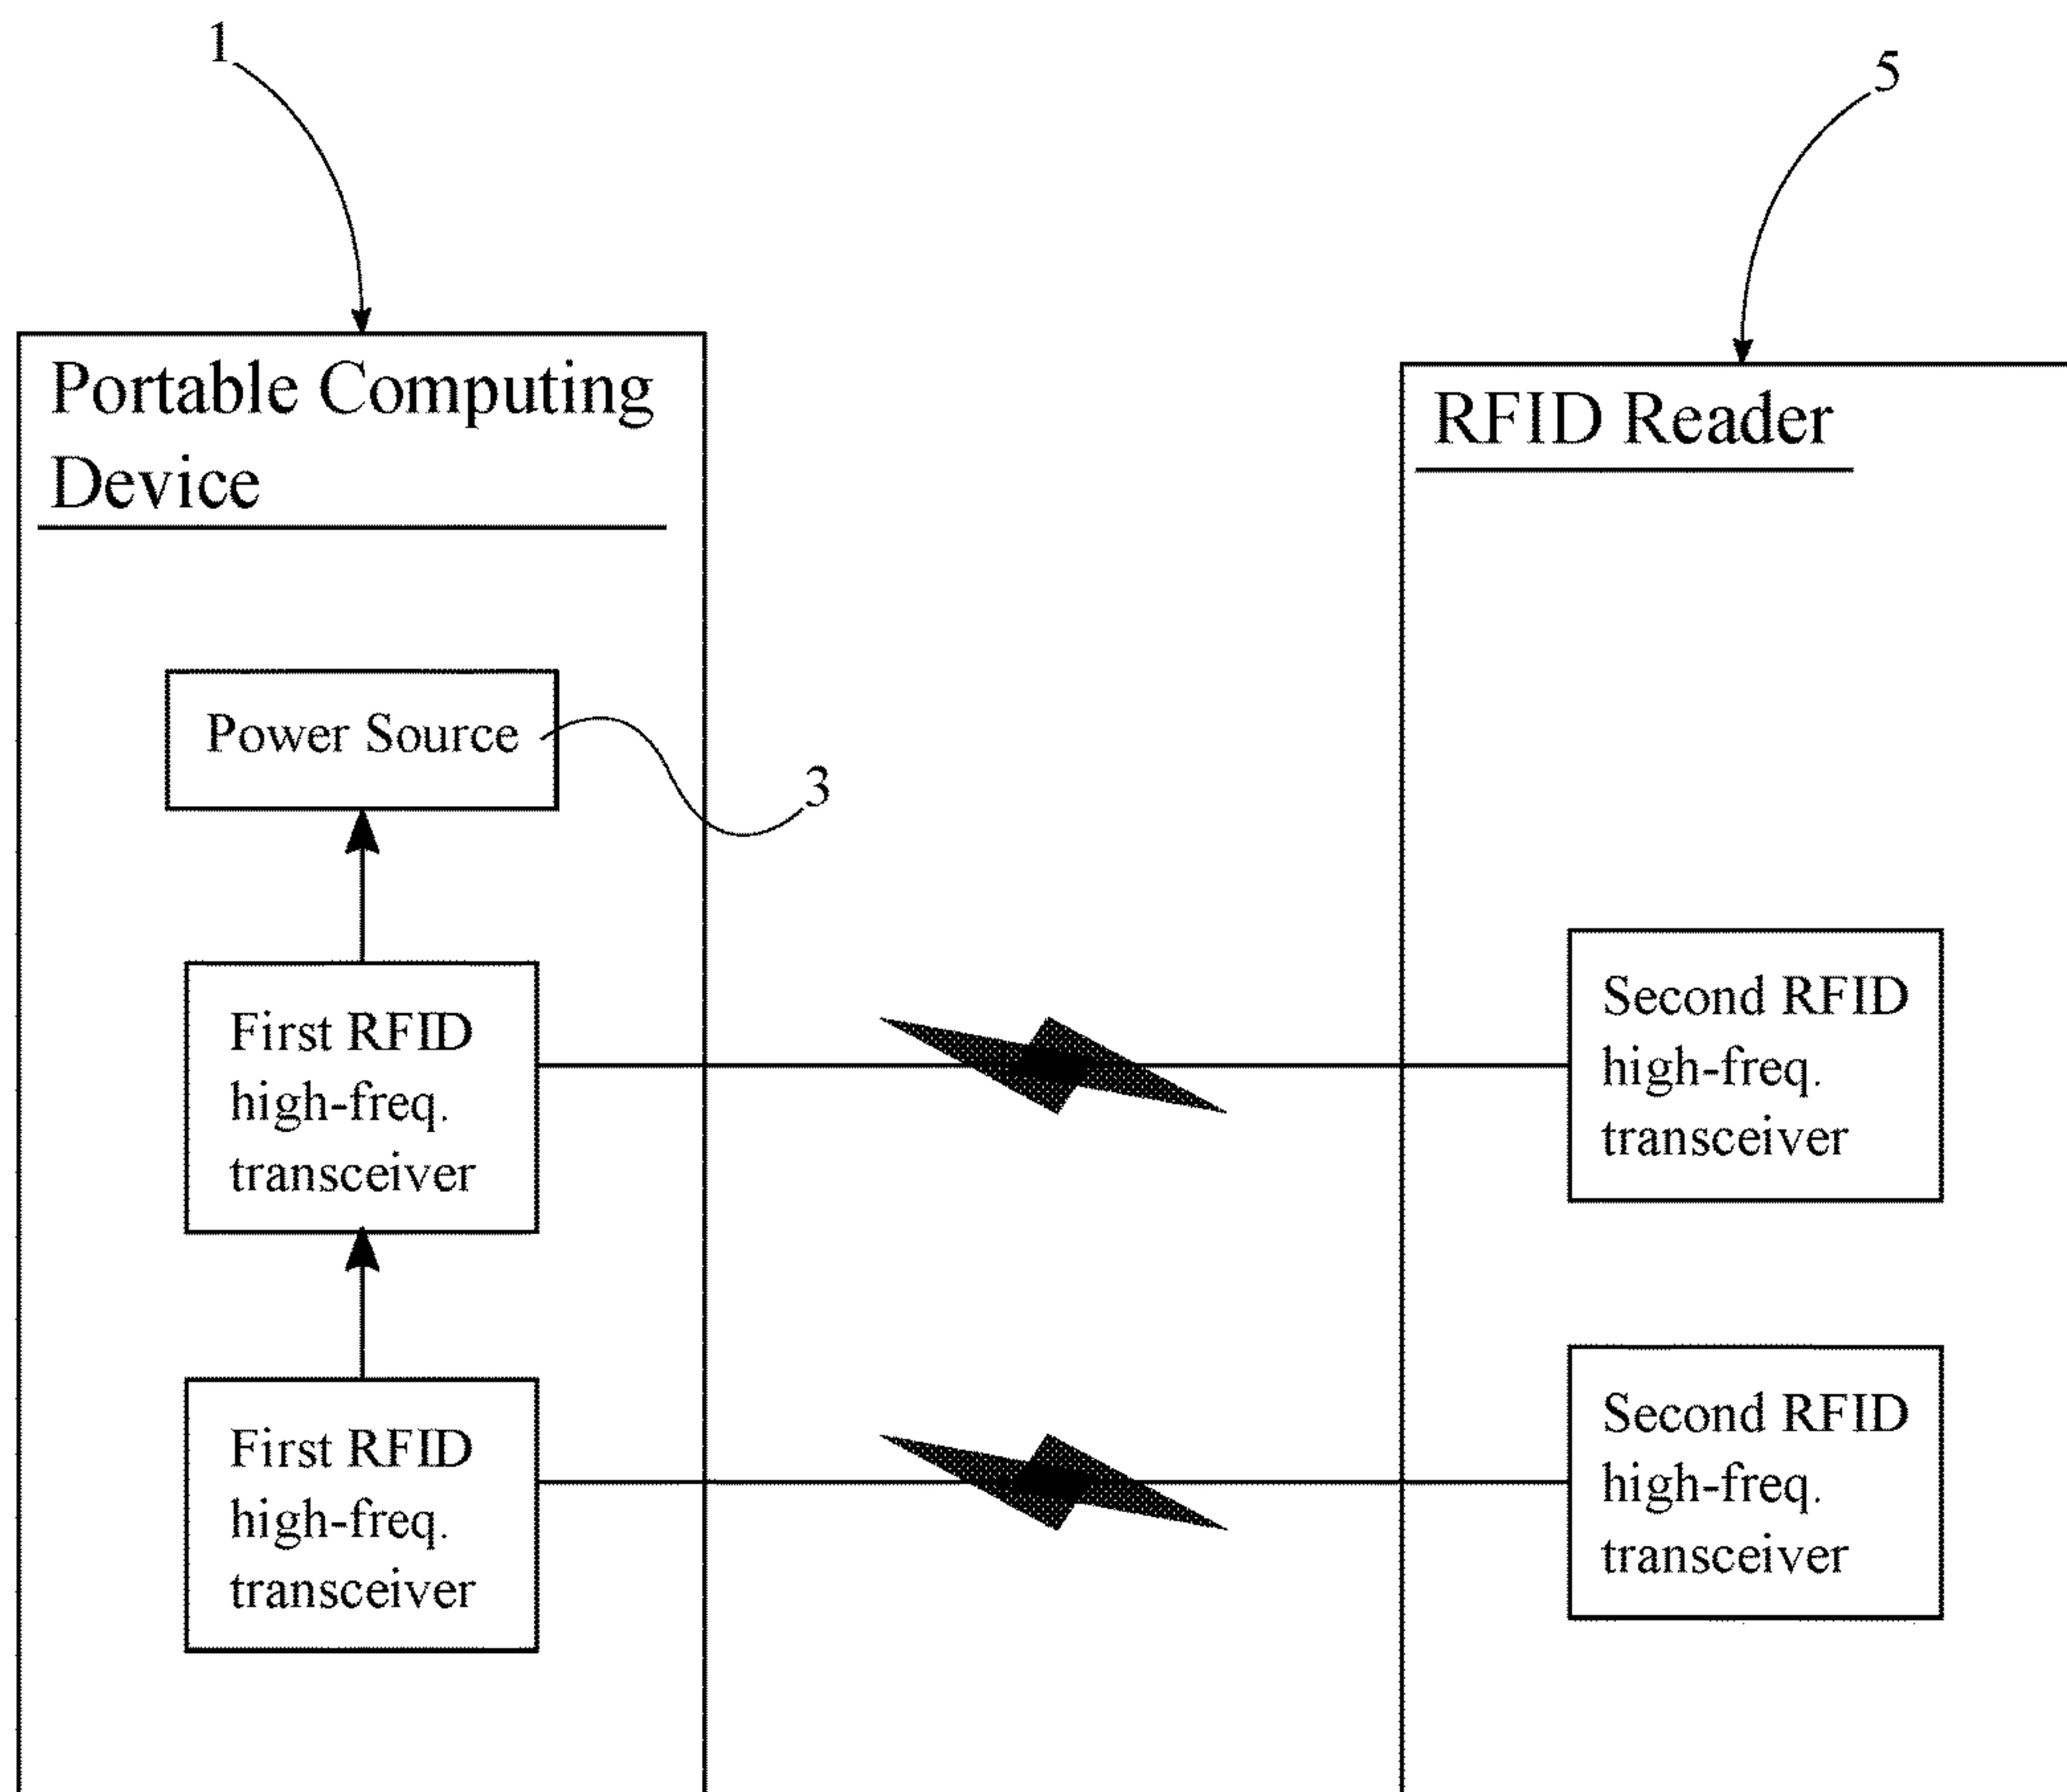 1
5
Portable Computing
Device
RFID Reader
Power Source
3
First RFID
high-freq.
transceiver
Second RFID
high-freq.
transceiver
First RFID
high-freq.
transceiver
Second RFID
high-freq.
transceiver